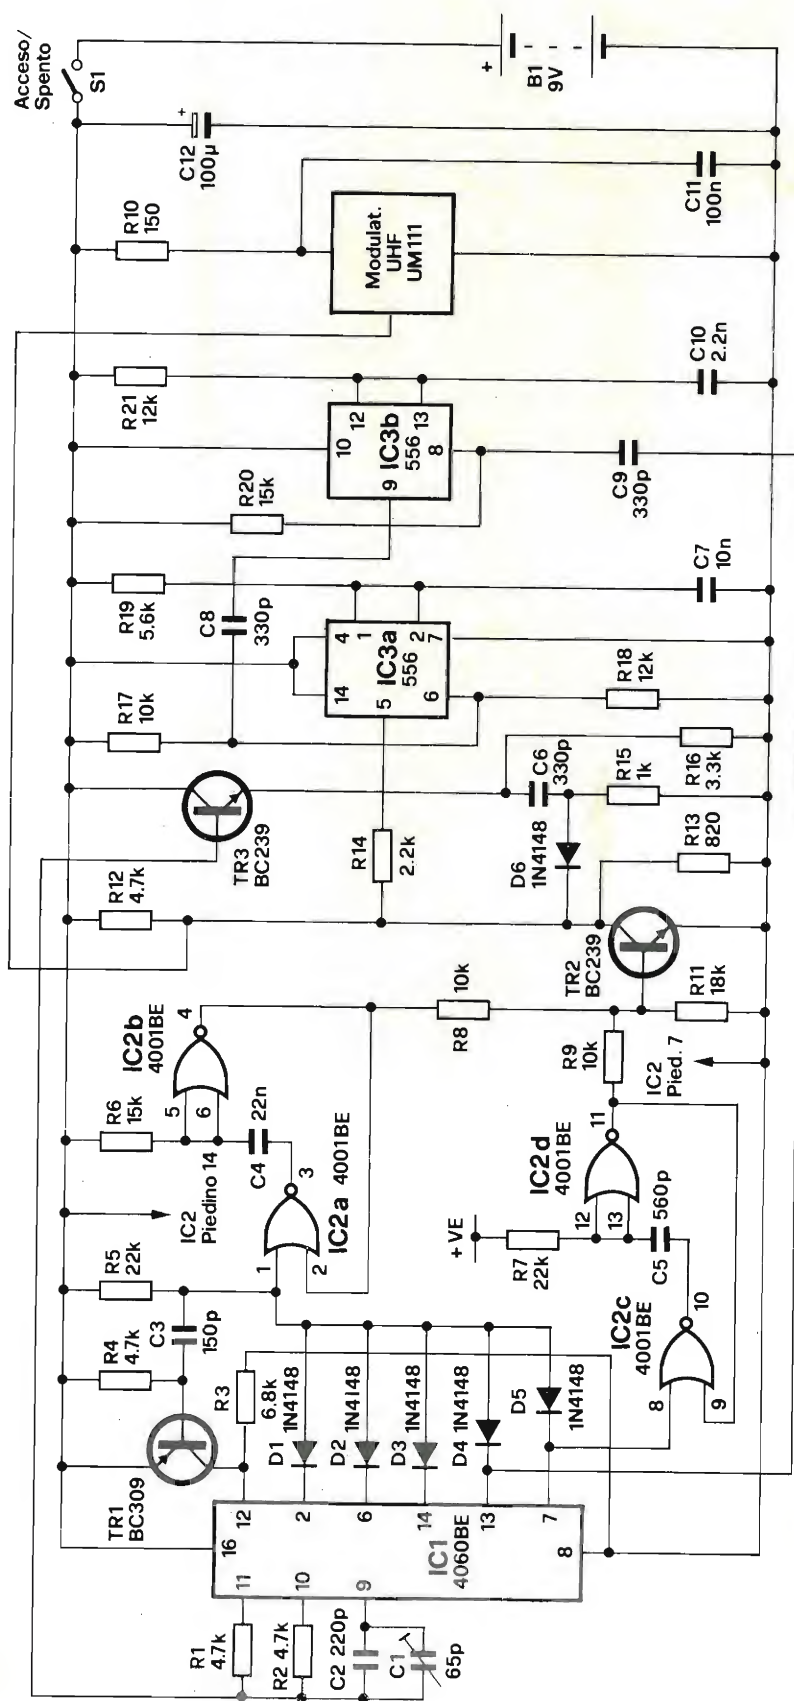 Acceso/
Spento
S1
+
B1
9V
C12
100µ
+
R10
150
C11
100n
Modulat.
UHF
UM111
R21
12k
C10
2.2n
10
12
IC3b
556
13
9
8
R20
15k
C9
330p
R19
5.6k
C8
330p
C7
10n
4
1
14
IC3a
556
2
7
5
6
R17
10k
R18
12k
TR3
BC239
C6
330p
R15
1k
R16
3.3k
R14
2.2k
D6
1N4148
R13
820
R12
4.7k
TR2
BC239
R11
18k
IC2b
4001BE
4
5
6
10k
R8
R9
10k
IC2
Pied. 7
R6
15k
C4
22n
IC2
Piedino 14
3
IC2a 4001BE
1
2
11
IC2d
4001BE
12
13
+VE
R7
22k
C5
560p
R5
22k
C3
150p
R4
4.7k
IC2c
4001BE
10
8
9
TR1
BC309
R3
6.8k
D1
1N4148
D2
1N4148
D3
1N4148
D4
1N4148
D5
1N4148
16
12
2
6
14
13
7
8
11
10
9
IC1
4060BE
R1
4.7k
R2 4.7k
C2 220p
C1
65p